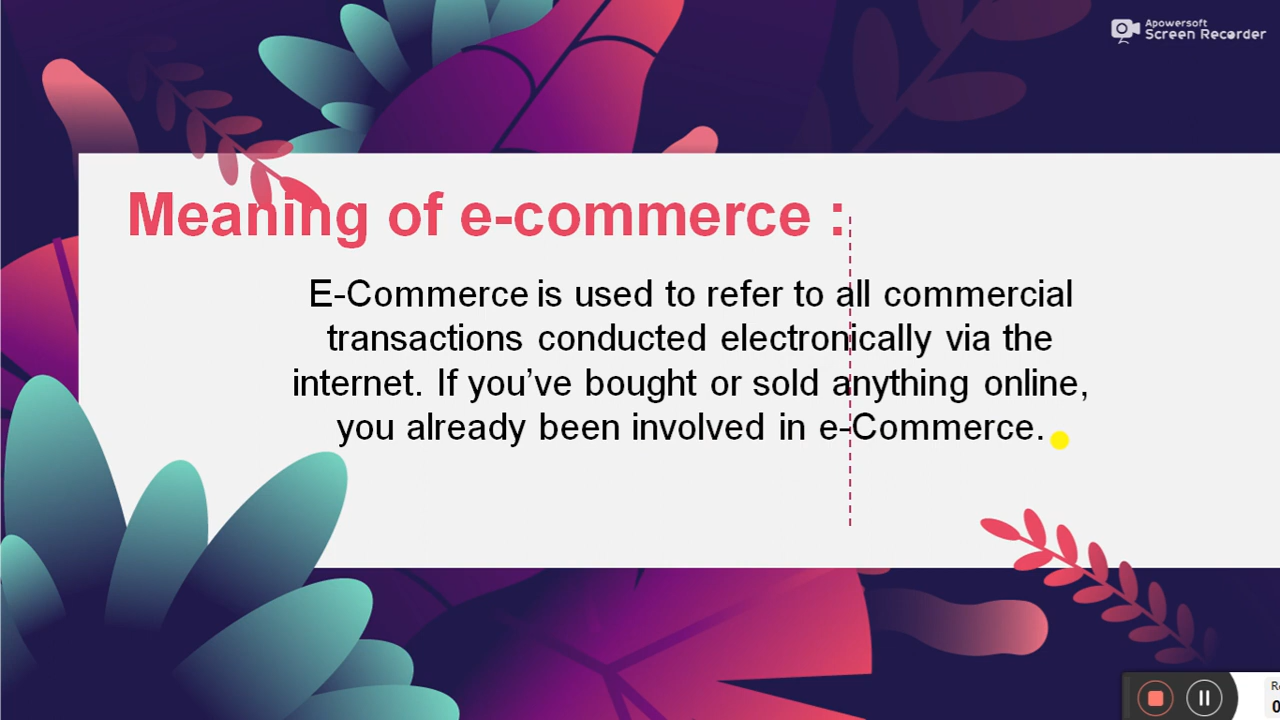 Apowersoft
Screen Recorder
Meaning of e-commerce :
E-Commerce is used to refer to all commercial
transactions conducted electronically via the
internet. If you’ve bought or sold anything online,
you already been involved in e-Commerce.